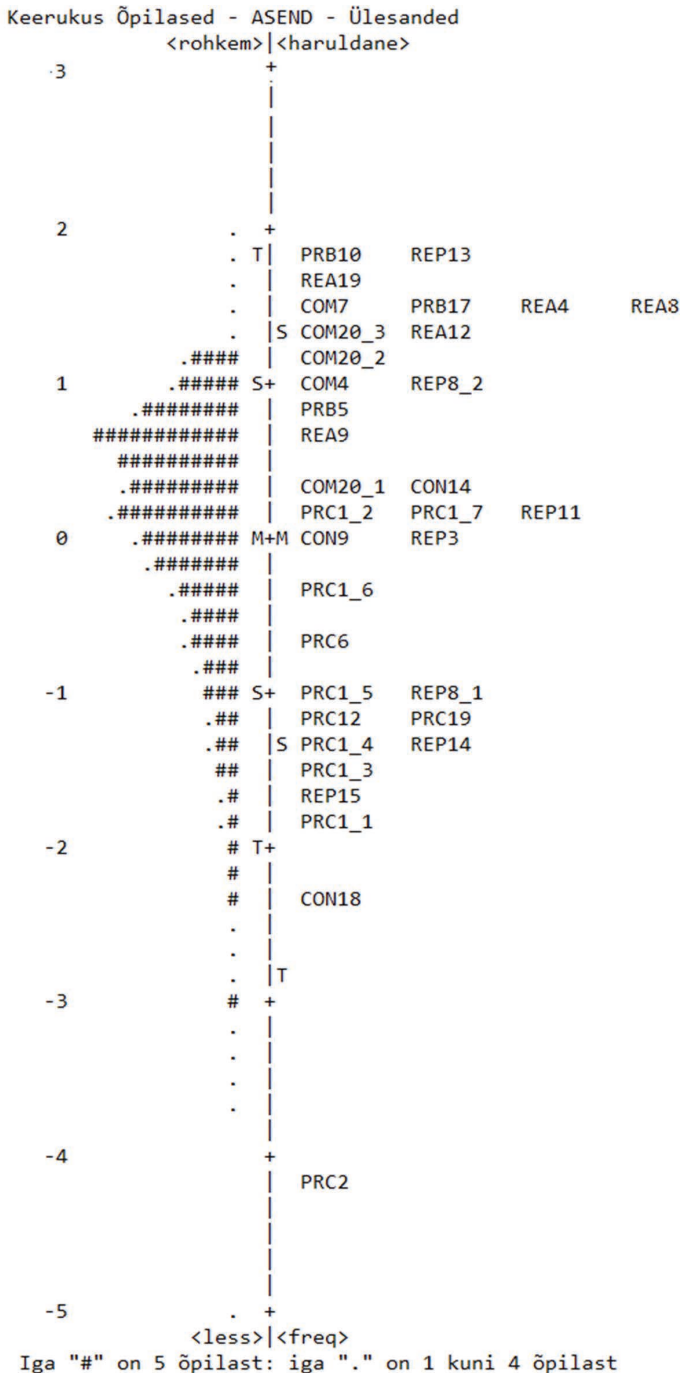 Keerukus Õpilased - ASEND - Ülesanded
<rohkem>|<haruldane>
3 +
|
|
|
|
|
2 . +
. T| PRB10 REP13
. | REA19
. | COM7 PRB17 REA4 REA8
. |S COM20_3 REA12
.#### | COM20_2
1 .##### S+ COM4 REP8_2
.######## | PRB5
############ | REA9
########## |
.######### | COM20_1 CON14
.########## | PRC1_2 PRC1_7 REP11
0 .######## M+M CON9 REP3
.####### |
.##### | PRC1_6
.#### |
.#### | PRC6
.### |
-1 ### S+ PRC1_5 REP8_1
.## | PRC12 PRC19
.## |S PRC1_4 REP14
## | PRC1_3
.# | REP15
.# | PRC1_1
-2 # T+
# |
# | CON18
. |
. |
. |T
-3 # +
. |
. |
. |
. |
|
-4 +
| PRC2
|
|
|
|
-5 . +
<less>|<freq>
Iga "#" on 5 õpilast: iga "." on 1 kuni 4 õpilast